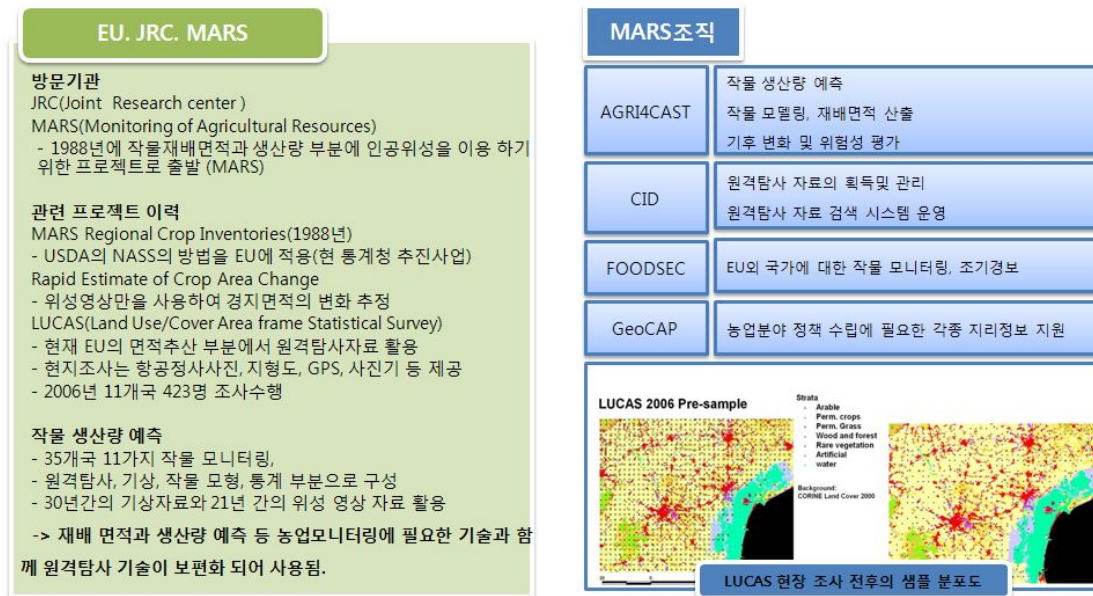 EU. JRC. MARS
방문기관
JRC(Joint Research center )
MARS(Monitoring of Agricultural Resources)
- 1988년에 작물재배면적과 생산량 부분에 인공위성을 이용 하기
위한 프로젝트로 출발 (MARS)
관련 프로젝트 이력
MARS Regional Crop Inventories(1988년)
- USDA의 NASS의 방법을 EU에 적용(현 통계청 추진사업)
Rapid Estimate of Crop Area Change
- 위성영상만을 사용하여 경지면적의 변화 추정
LUCAS(Land Use/Cover Area frame Statistical Survey)
- 현재 EU의 면적추산 부분에서 원격탐사자료 활용
- 현지조사는 항공정사사진, 지형도, GPS, 사진기 등 제공
- 2006년 11개국 423명 조사수행
작물 생산량 예측
- 35개국 11가지 작물 모니터링,
- 원격탐사, 기상, 작물 모형, 통계 부분으로 구성
- 30년간의 기상자료와 21년 간의 위성 영상 자료 활용
-> 재배 면적과 생산량 예측 등 농업모니터링에 필요한 기술과 함
께 원격탐사 기술이 보편화 되어 사용됨.
MARS조직
AGRI4CAST
작물 생산량 예측
작물 모델링, 재배면적 산출
기후 변화 및 위험성 평가
CID
원격탐사 자료의 획득및 관리
원격탐사 자료 검색 시스템 운영
FOODSEC
EU외 국가에 대한 작물 모니터링, 조기경보
GeoCAP
농업분야 정책 수립에 필요한 각종 지리정보 지원
LUCAS 2006 Pre-sample
Strata
- Arable
- Perm. crops
- Perm. Grass
- Wood and forest
- Rare vegetation
- Artificial
- water
Background:
CORINE Land Cover 2000
LUCAS 현장 조사 전후의 샘플 분포도